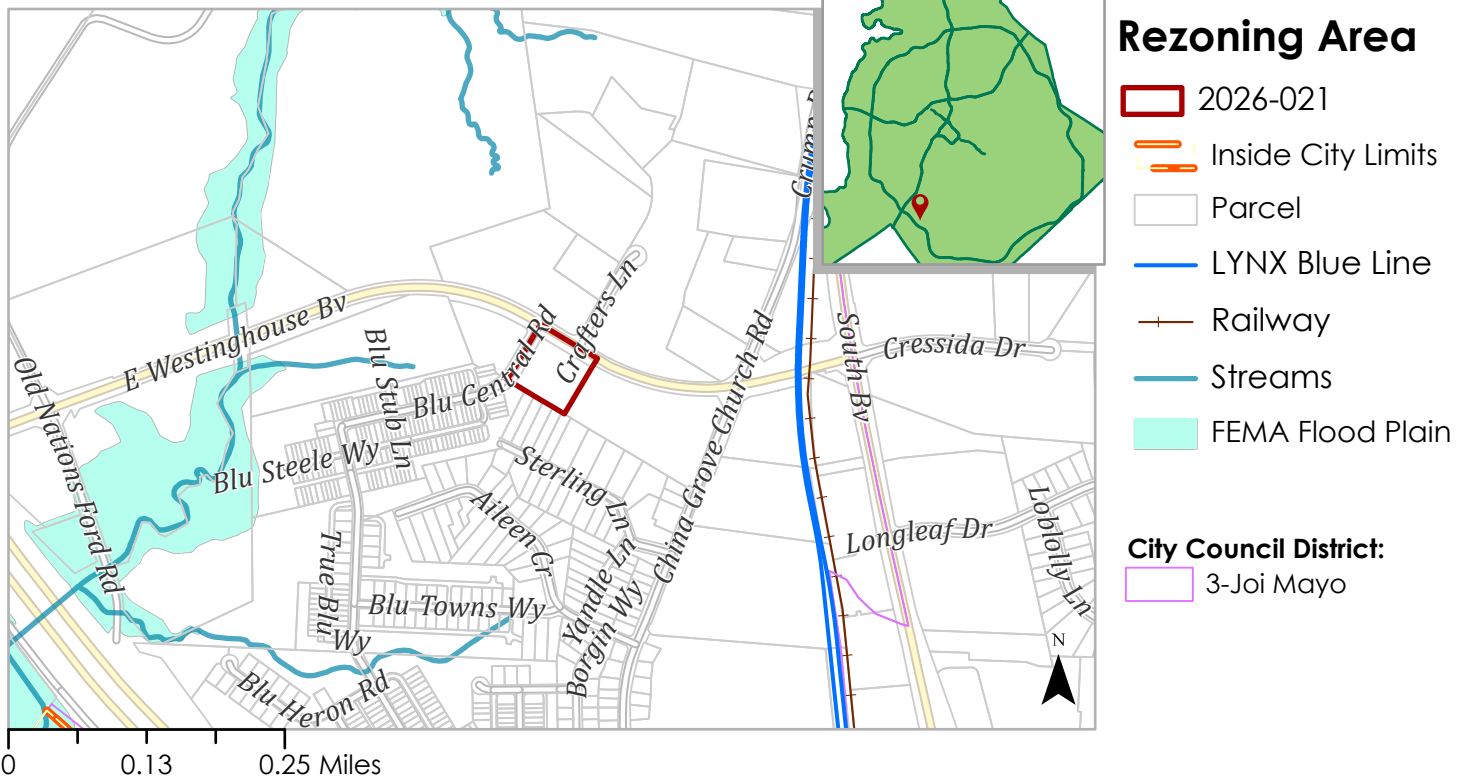 Rezoning Area
2026-021
Inside City Limits
Parcel
LYNX Blue Line
Railway
Streams
FEMA Flood Plain
City Council District:
3-Joi Mayo
E Westinghouse Bv
Crafters Ln
Blu Central Rd
Blu Stub Ln
Old Nations Ford Rd
Blu Steele Wy
Sterling Ln
Aileen Cr
China Grove Church Rd
South Bv
Cressida Dr
Longleaf Dr
Loblolly Ln
True Blu
Wy
Blu Towns Wy
Yandle Ln
Borgin Wy
Blu Heron Rd
N
0
0.13
0.25 Miles